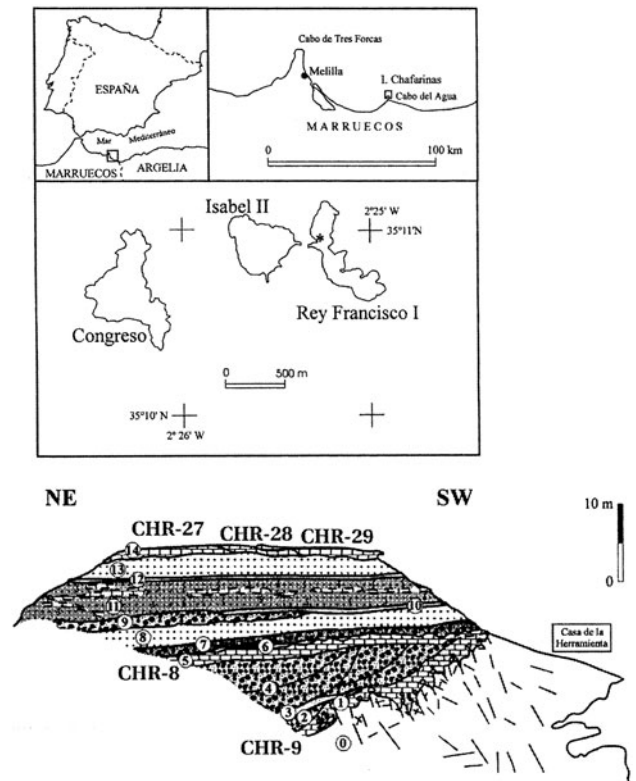 ESPAÑA
Mar Mediterráneo
MARRUECOS
ARGELIA
Cabo de Tres Forcas
Melilla
I. Chafarinas
Cabo del Agua
MARRUECOS
0 100 km
Isabel II
2°25' W
35°11'N
Congreso
Rey Francisco I
0 500 m
35°10' N
2° 26' W
NE SW
10 m
0
CHR-27 CHR-28 CHR-29
14
13
12
11
10
9
8
7
6
CHR-8
5
4
3
2
1
CHR-9
0
Casa de la
Herramienta